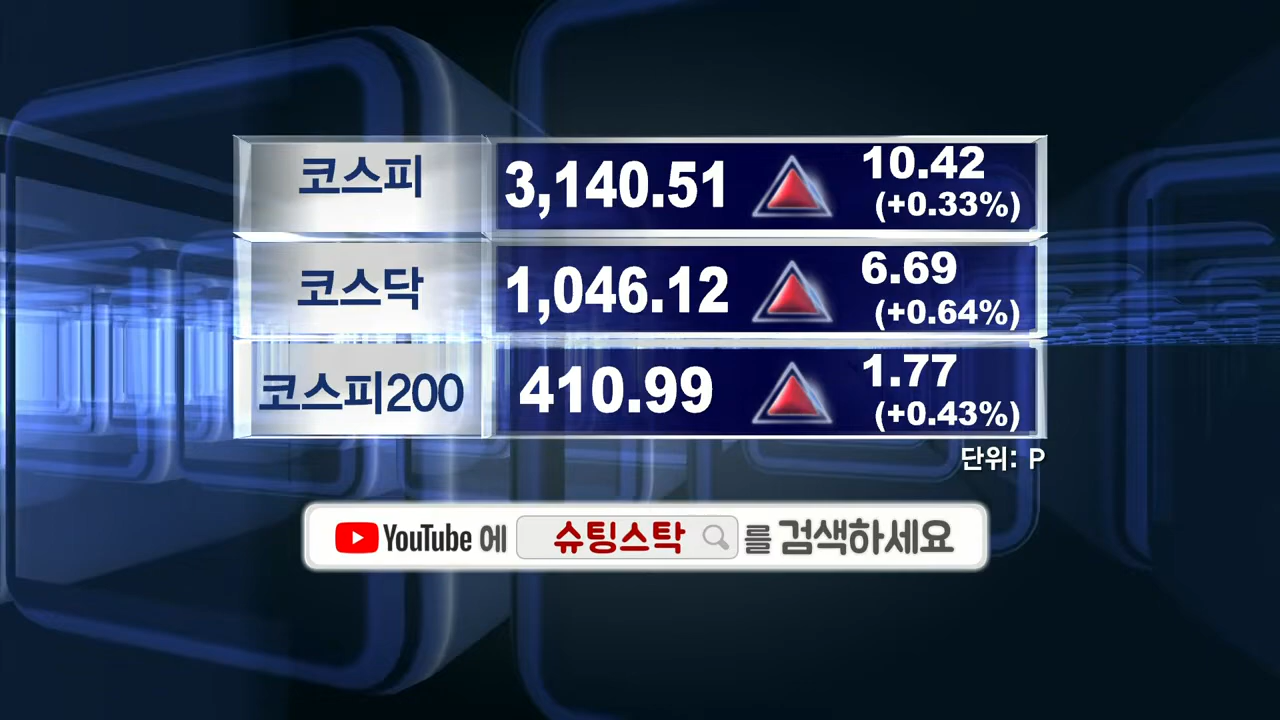 코스피 3,140.51 ▲ 10.42
(+0.33%)
코스닥 1,046.12 ▲ 6.69
(+0.64%)
코스피200 410.99 ▲ 1.77
(+0.43%)
단위: P
YouTube 에 슈팅스탁 를 검색하세요